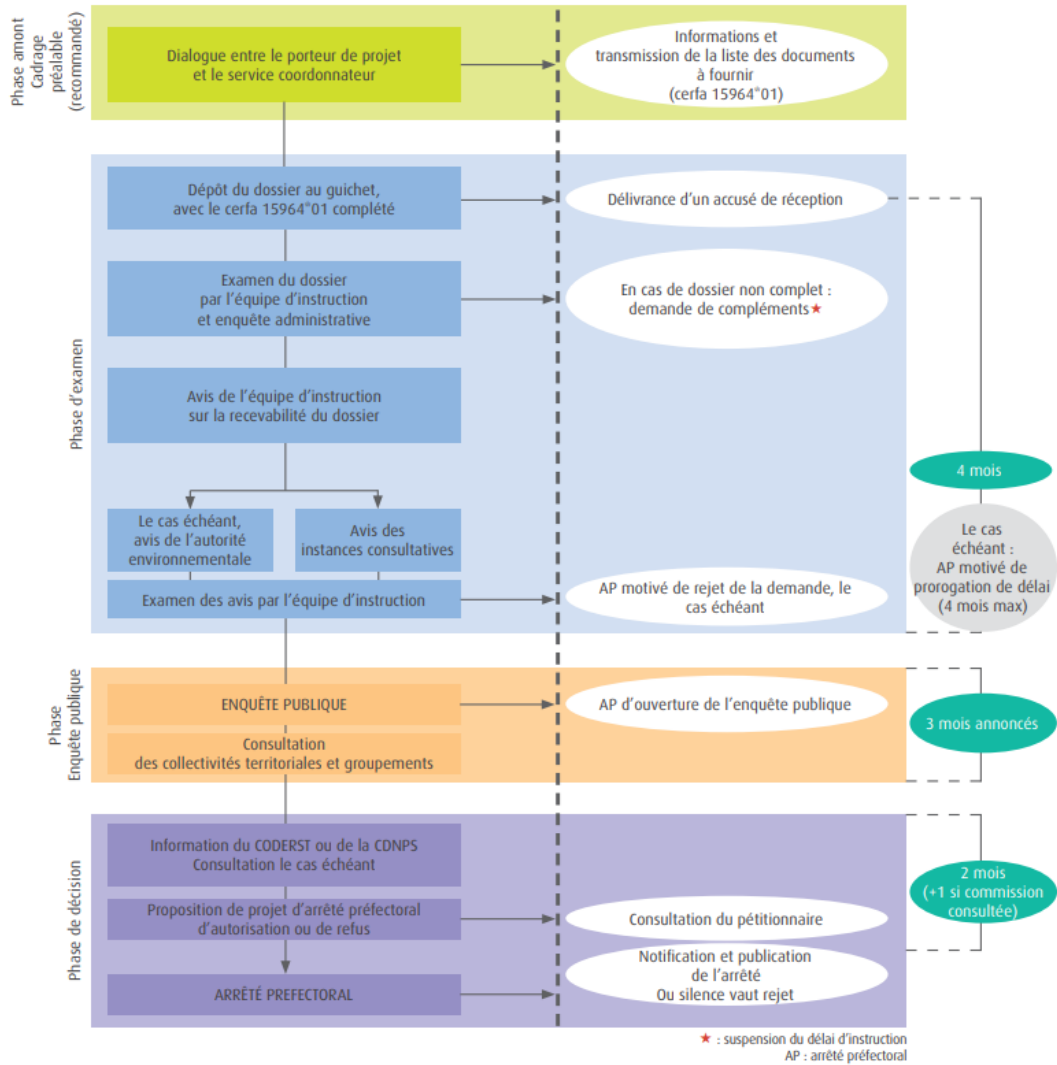 Phase amont
Cadrage
préalable
(recommandé)
Dialogue entre le porteur de projet
et le service coordonnateur
Informations et
transmission de la liste des documents
à fournir
(cerfa 15964*01)
Phase d'examen
Dépôt du dossier au guichet,
avec le cerfa 15964*01 complété
Délivrance d'un accusé de réception
Examen du dossier
par l'équipe d'instruction
et enquête administrative
En cas de dossier non complet :
demande de compléments★
Avis de l'équipe d'instruction
sur la recevabilité du dossier
4 mois
Le cas échéant,
avis de l'autorité
environnementale
Avis des
instances consultatives
Le cas
échéant :
AP motivé de
prorogation de délai
(4 mois max)
Examen des avis par l'équipe d'instruction
AP motivé de rejet de la demande, le
cas échéant
Phase
Enquête publique
ENQUÊTE PUBLIQUE
AP d'ouverture de l'enquête publique
Consultation
des collectivités territoriales et groupements
3 mois annoncés
Phase de décision
Information du CODERST ou de la CDNPS
Consultation le cas échéant
2 mois
(+1 si commission
consultée)
Proposition de projet d'arrêté préfectoral
d'autorisation ou de refus
Consultation du pétitionnaire
ARRÊTÉ PREFECTORAL
Notification et publication
de l'arrêté
Ou silence vaut rejet
★ : suspension du délai d'instruction
AP : arrêté préfectoral